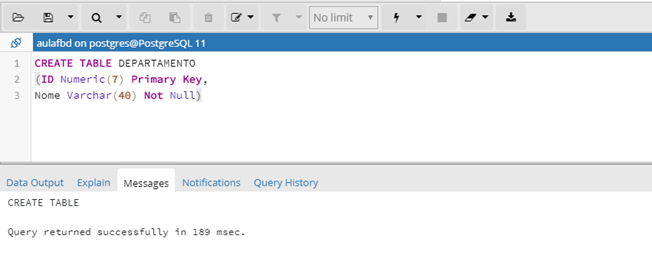 No limit
aulafbd on postgres@PostgreSQL 11
1 CREATE TABLE DEPARTAMENTO
2 (ID Numeric(7) Primary Key,
3 Nome Varchar(40) Not Null)
Data Output Explain Messages Notifications Query History
CREATE TABLE
Query returned successfully in 189 msec.